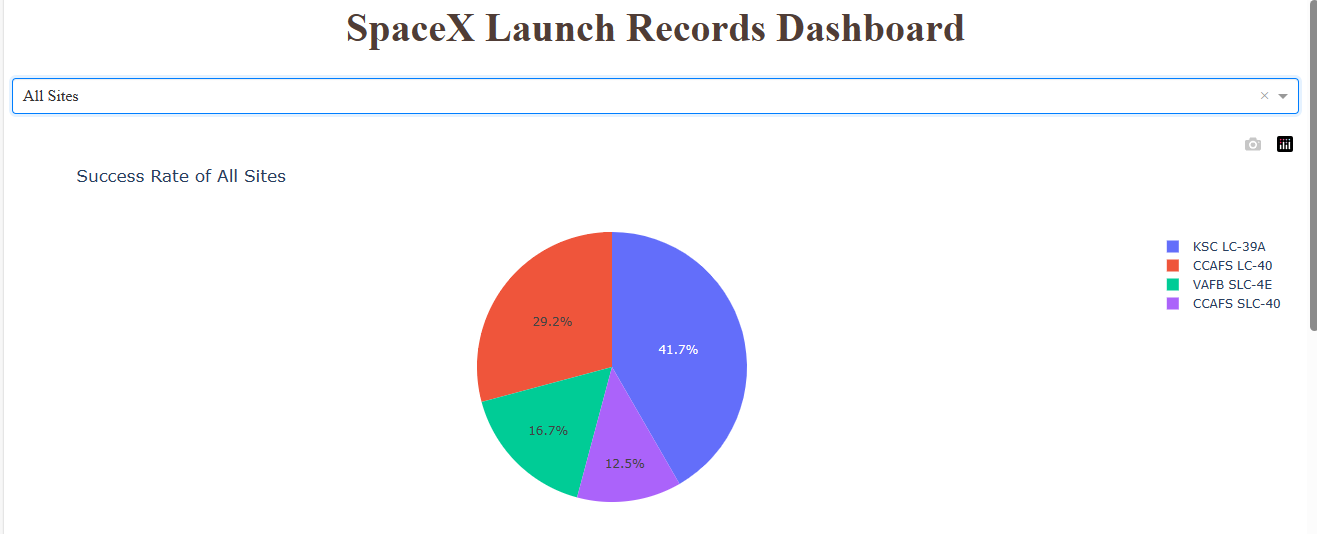 SpaceX Launch Records Dashboard
All Sites
×
Success Rate of All Sites
KSC LC-39A
CCAFS LC-40
VAFB SLC-4E
CCAFS SLC-40
29.2%
41.7%
16.7%
12.5%